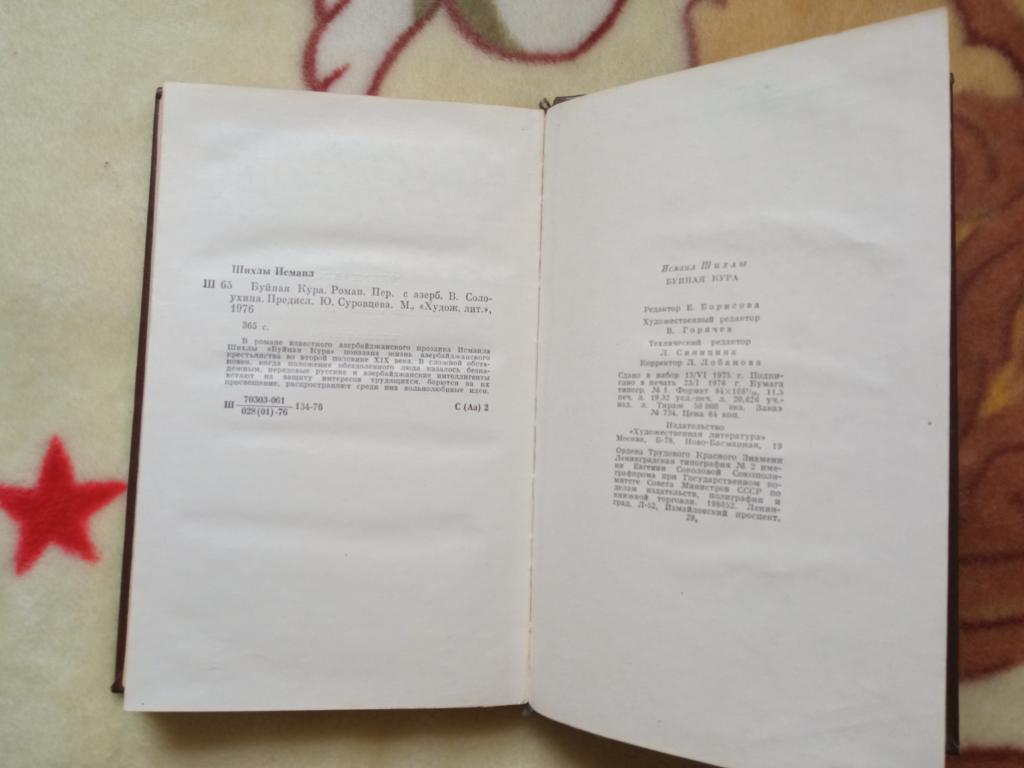 Шихлы Исмаил
Ш 65 Буйная Кура. Роман. Пер. с азерб. В. Соло-
ухина. Предисл. Ю. Суровцева. М., «Худож. лит.»,
1976
365 с.
В романе известного азербайджанского прозаика Исмаила
Шихлы «Буйная Кура» показана жизнь азербайджанского
крестьянства во второй половине XIX века. В сложной обста-
новке, когда положение обездоленного люда казалось безна-
дежным, передовые русские и азербайджанские интеллигенты
встают на защиту интересов трудящихся, борются за их
просвещение, распространяют среди них вольнолюбивые идеи.
70303-061
Ш 134-76 С (Аз) 2
028(01)-76
Исмаил Шихлы
БУЙНАЯ КУРА
Редактор Е. Борисова
Художественный редактор
В. Горячев
Технический редактор
Л. Синицина
Корректор Л. Лобанова
Сдано в набор 13/VI 1975 г. Подпи-
сано в печать 23/I 1976 г. Бумага
типогр. № 1. Формат 84×108 1/32. 11,5
печ. л. 19,32 усл.-печ. л. 20,626 уч.-
изд. л. Тираж 50 000 экз. Заказ
№ 734. Цена 84 коп.
Издательство
«Художественная литература»
Москва, Б-78, Ново-Басманная, 19
Ордена Трудового Красного Знамени
Ленинградская типография № 2 име-
ни Евгении Соколовой Союзполи-
графпрома при Государственном ко-
митете Совета Министров СССР по
делам издательств, полиграфии и
книжной торговли. 198052. Ленин-
град, Л-52, Измайловский проспект,
29,